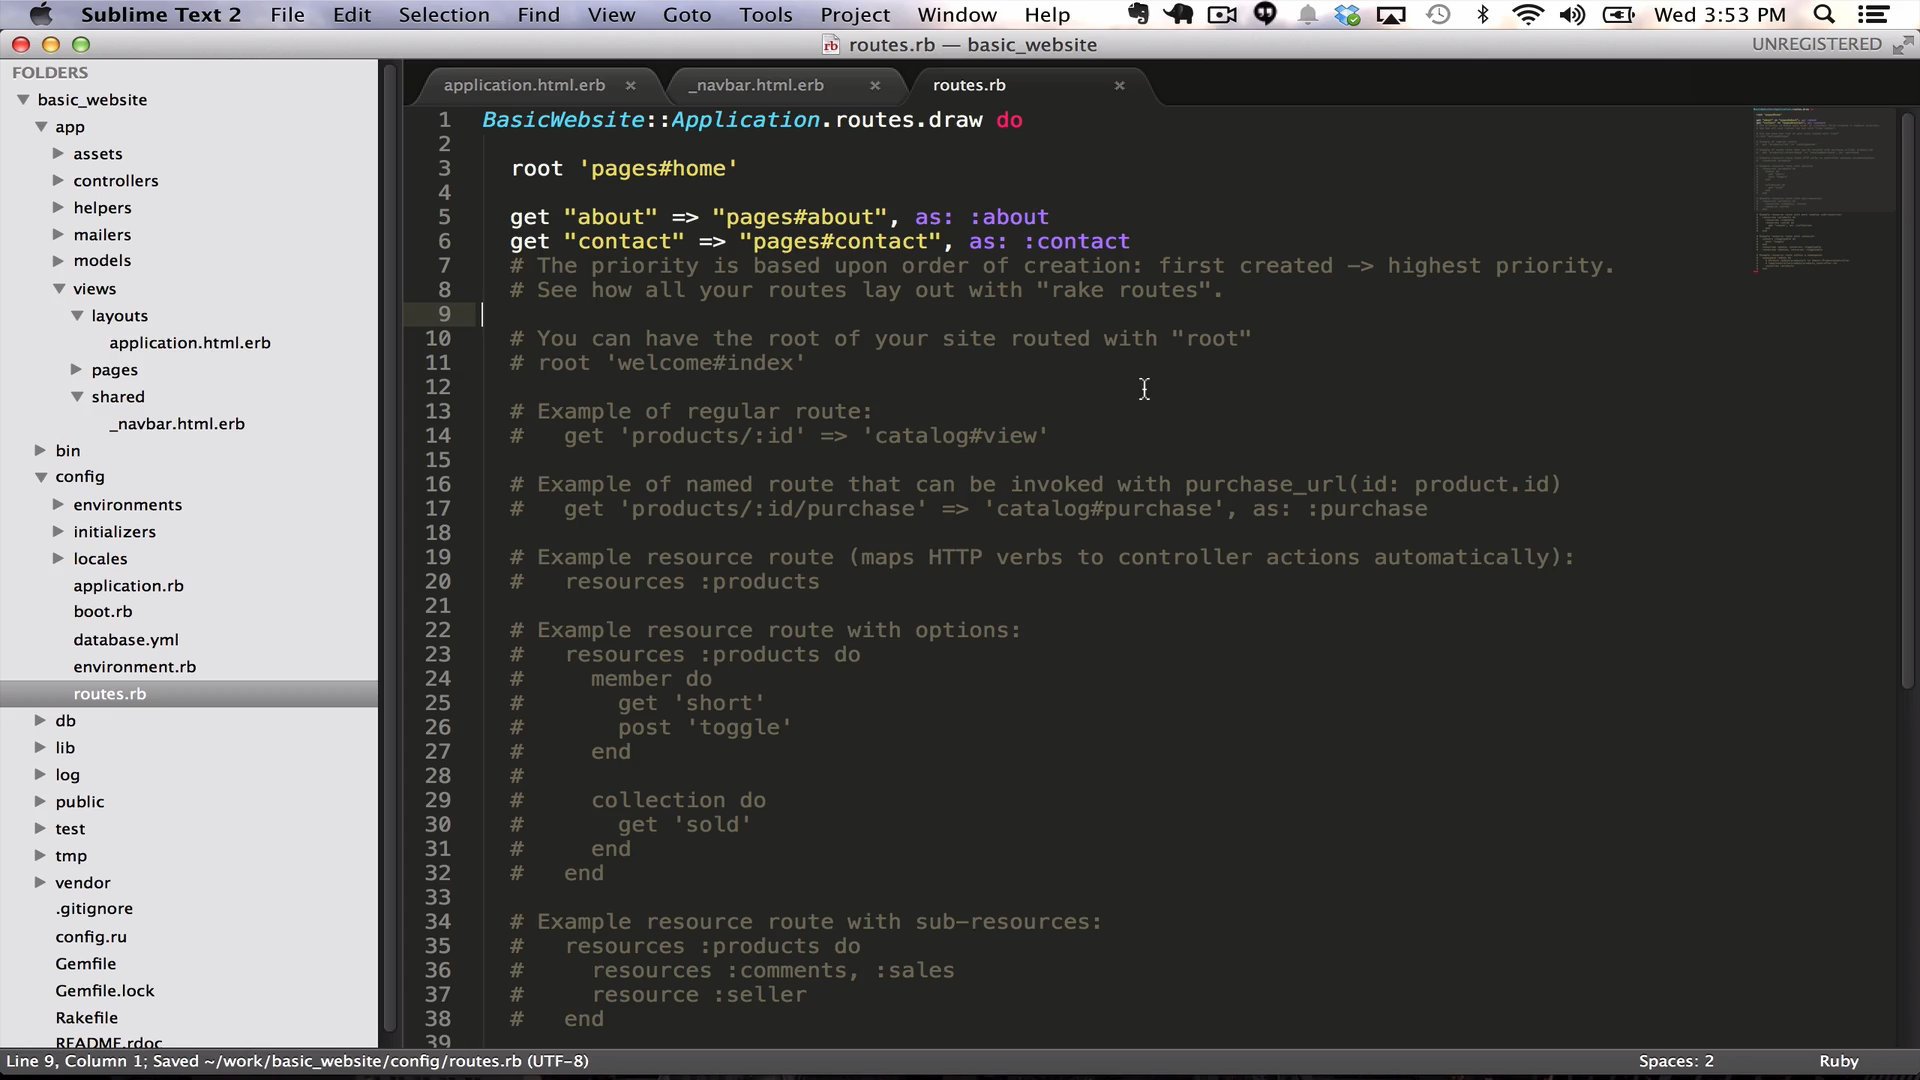 Sublime Text 2 File Edit Selection Find View Goto Tools Project Window Help Wed 3:53 PM
routes.rb — basic_website
UNREGISTERED
FOLDERS
basic_website
app
assets
controllers
helpers
mailers
models
views
layouts
application.html.erb
pages
shared
_navbar.html.erb
bin
config
environments
initializers
locales
application.rb
boot.rb
database.yml
environment.rb
routes.rb
db
lib
log
public
test
tmp
vendor
.gitignore
config.ru
Gemfile
Gemfile.lock
Rakefile
README.rdoc
application.html.erb × _navbar.html.erb × routes.rb ×
1 BasicWebsite::Application.routes.draw do
2
3 root 'pages#home'
4
5 get "about" => "pages#about", as: :about
6 get "contact" => "pages#contact", as: :contact
7 # The priority is based upon order of creation: first created -> highest priority.
8 # See how all your routes lay out with "rake routes".
9
10 # You can have the root of your site routed with "root"
11 # root 'welcome#index'
12
13 # Example of regular route:
14 #   get 'products/:id' => 'catalog#view'
15
16 # Example of named route that can be invoked with purchase_url(id: product.id)
17 #   get 'products/:id/purchase' => 'catalog#purchase', as: :purchase
18
19 # Example resource route (maps HTTP verbs to controller actions automatically):
20 #   resources :products
21
22 # Example resource route with options:
23 #   resources :products do
24 #     member do
25 #       get 'short'
26 #       post 'toggle'
27 #     end
28 #
29 #     collection do
30 #       get 'sold'
31 #     end
32 #   end
33
34 # Example resource route with sub-resources:
35 #   resources :products do
36 #     resources :comments, :sales
37 #     resource :seller
38 #   end
39
Line 9, Column 1; Saved ~/work/basic_website/config/routes.rb (UTF-8)
Spaces: 2
Ruby